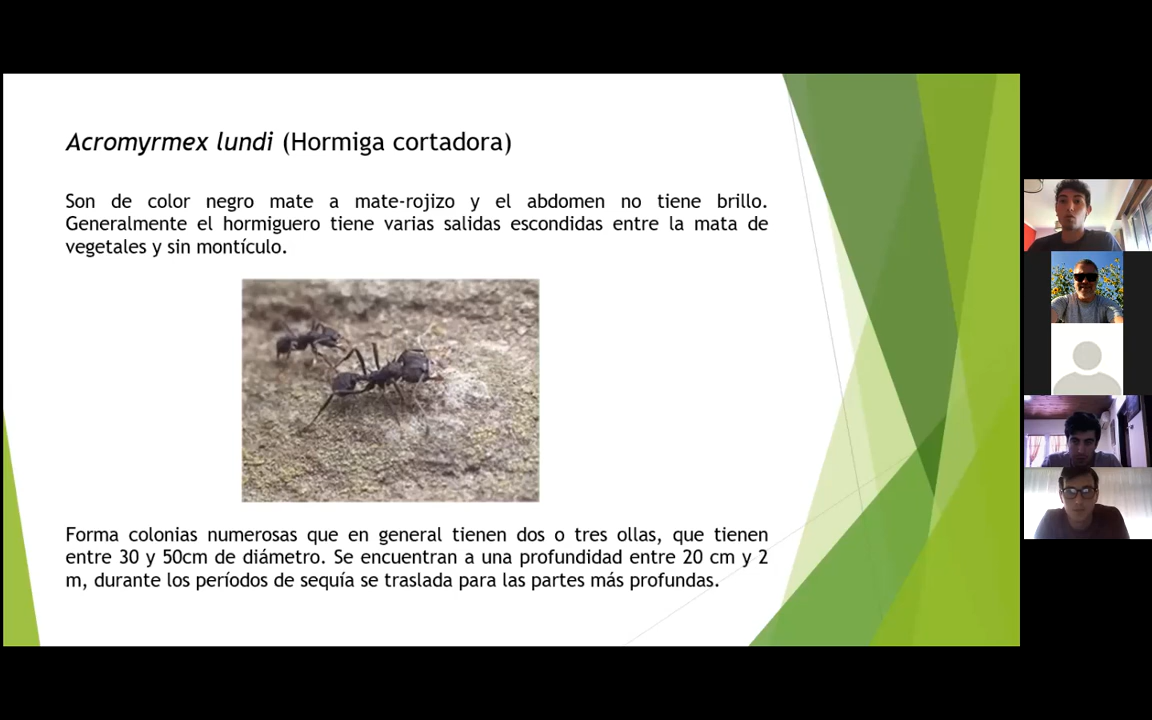 Acromyrmex lundi (Hormiga cortadora)
Son de color negro mate a mate-rojizo y el abdomen no tiene brillo.
Generalmente el hormiguero tiene varias salidas escondidas entre la mata de
vegetales y sin montículo.
Forma colonias numerosas que en general tienen dos o tres ollas, que tienen
entre 30 y 50cm de diámetro. Se encuentran a una profundidad entre 20 cm y 2
m, durante los períodos de sequía se traslada para las partes más profundas.